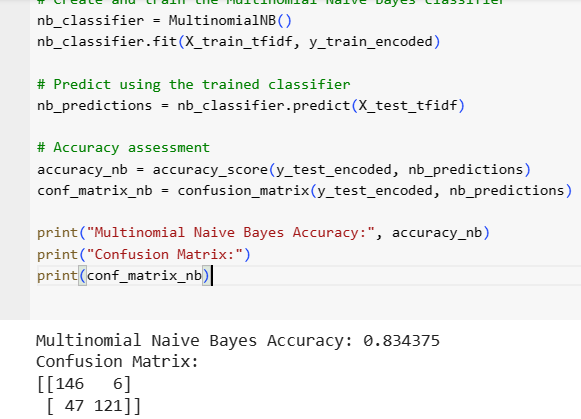 # Create and train the Multinomial Naive Bayes Classifier
nb_classifier = MultinomialNB()
nb_classifier.fit(X_train_tfidf, y_train_encoded)
# Predict using the trained classifier
nb_predictions = nb_classifier.predict(X_test_tfidf)
# Accuracy assessment
accuracy_nb = accuracy_score(y_test_encoded, nb_predictions)
conf_matrix_nb = confusion_matrix(y_test_encoded, nb_predictions)
print("Multinomial Naive Bayes Accuracy:", accuracy_nb)
print("Confusion Matrix:")
print(conf_matrix_nb)
Multinomial Naive Bayes Accuracy: 0.834375
Confusion Matrix:
[[146   6]
 [ 47 121]]